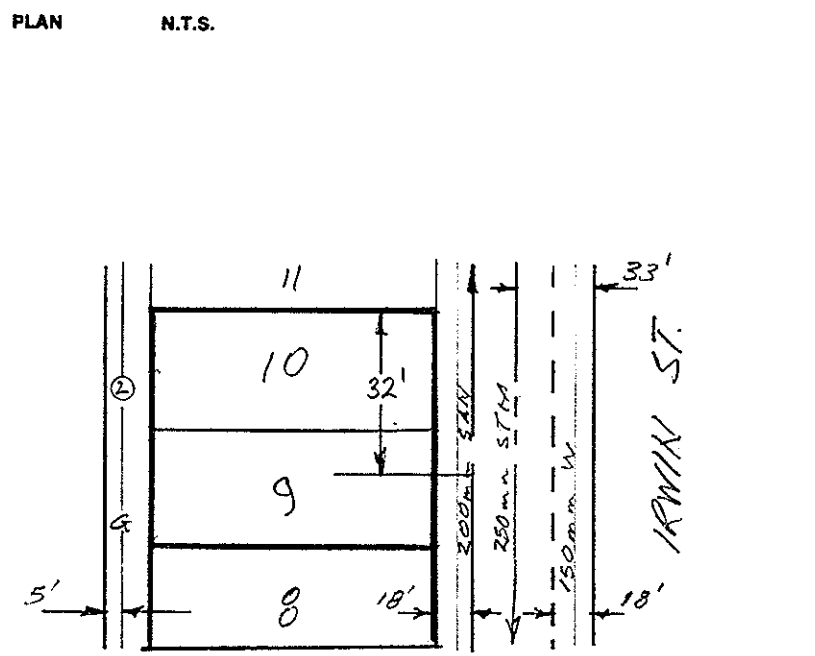 PLAN N.T.S.
11
33'
10
32'
2
200mm SAN
250mm STM
150mm W
IRWIN ST.
9
G
5'
8
18'
18'